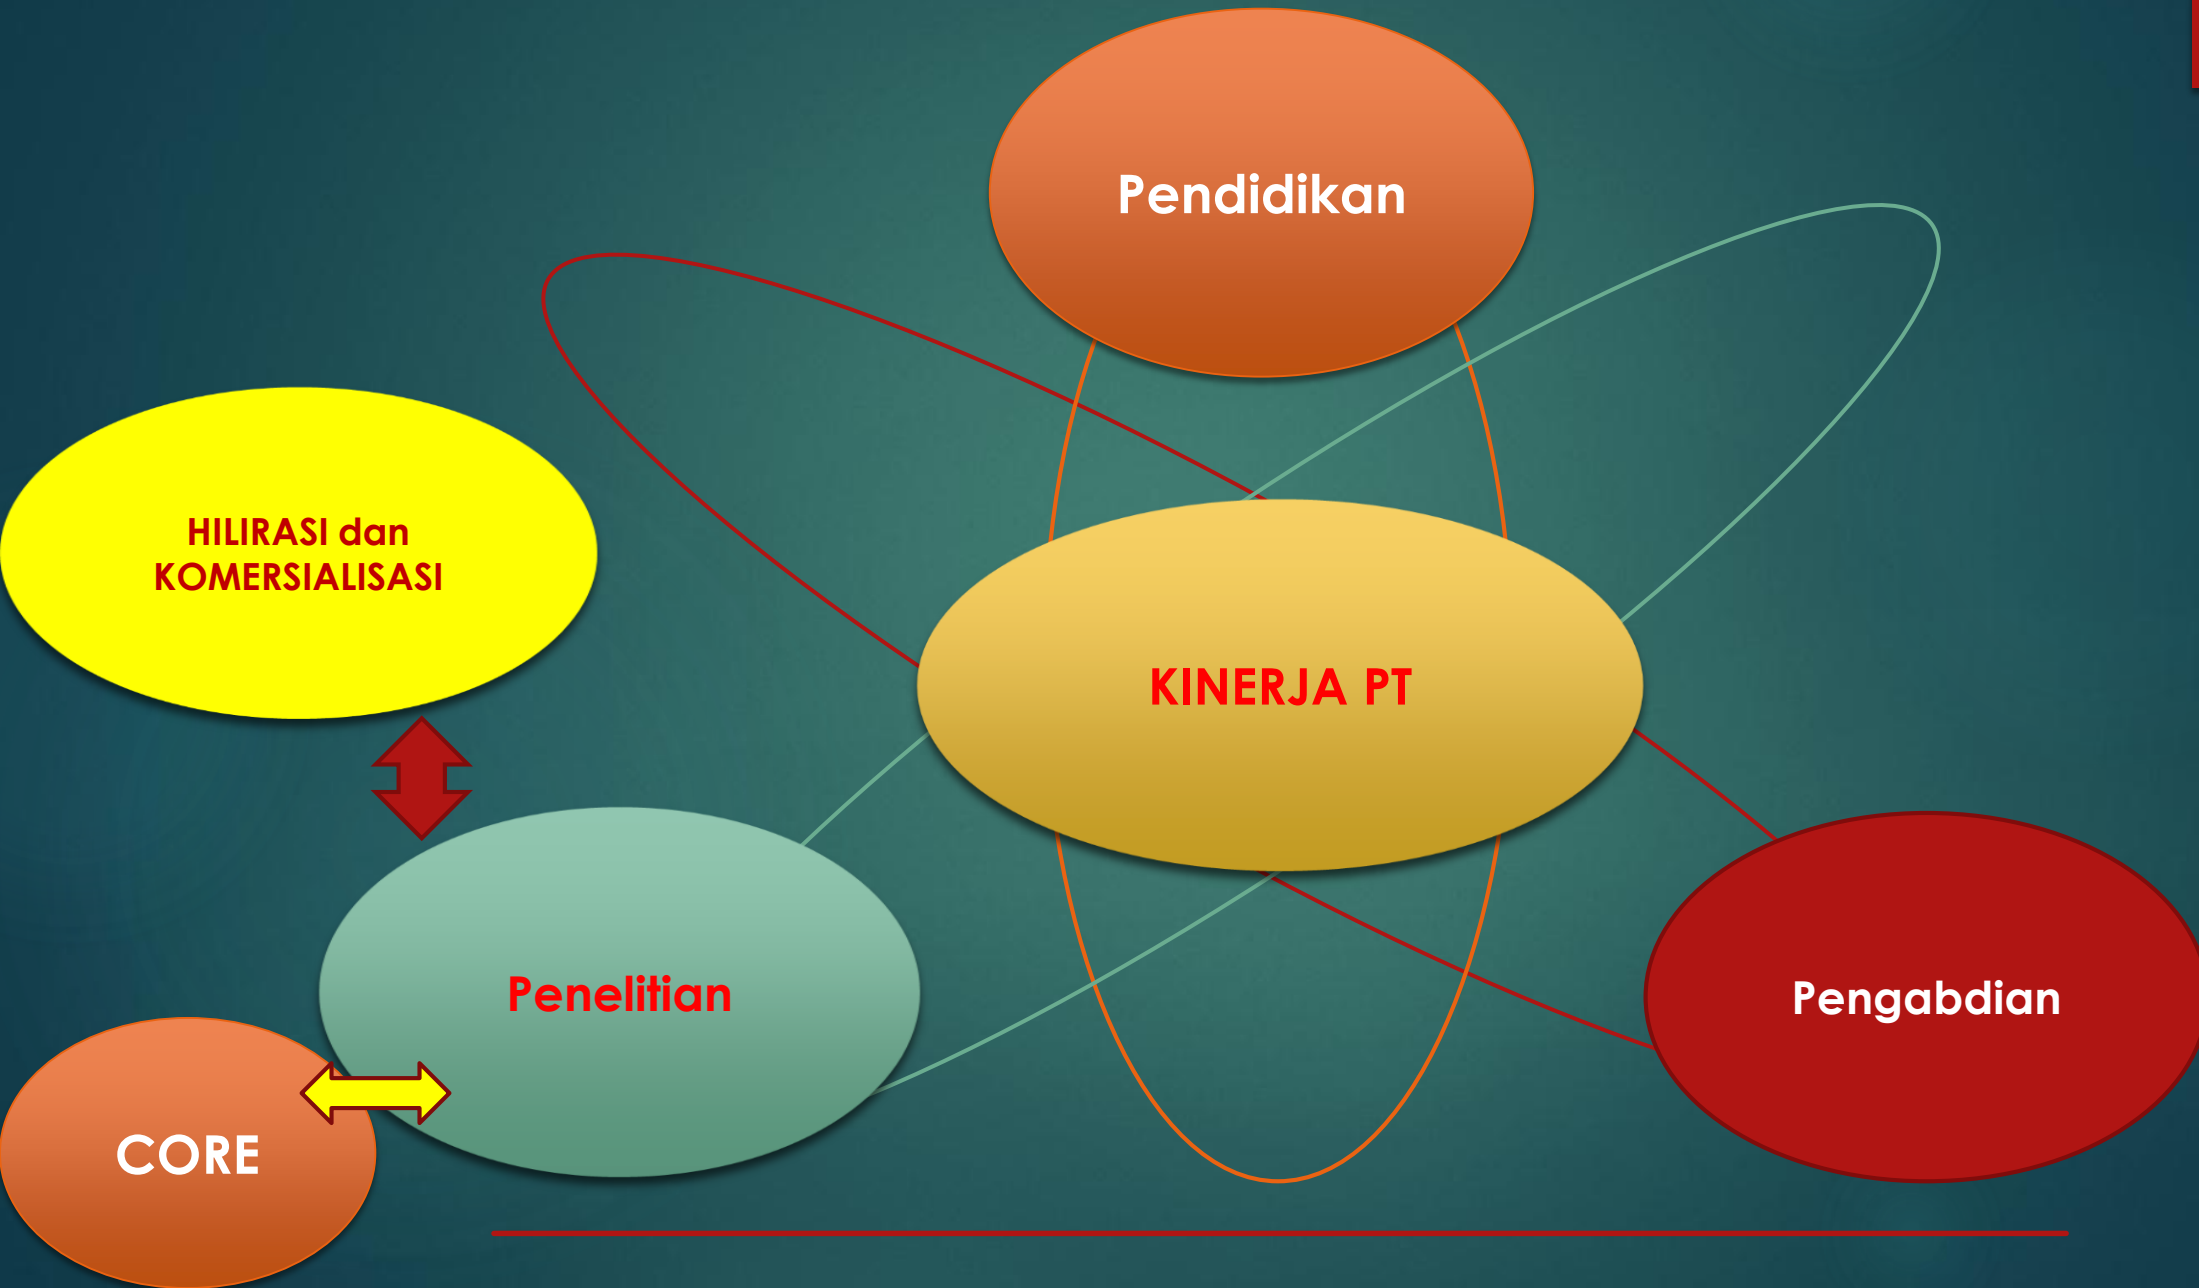 Pendidikan
HILIRASI dan
KOMERSIALISASI
KINERJA PT
Penelitian
Pengabdian
CORE